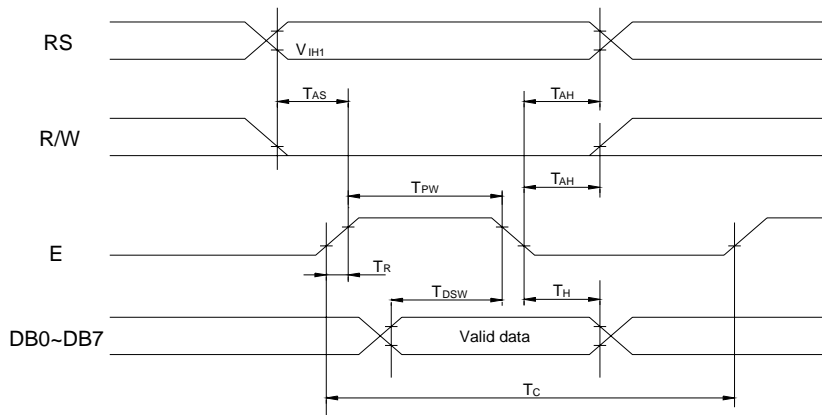 RS
VIH1
TAS
TAH
R/W
TAH
TPW
E
TR
TDSW
TH
DB0~DB7
Valid data
TC